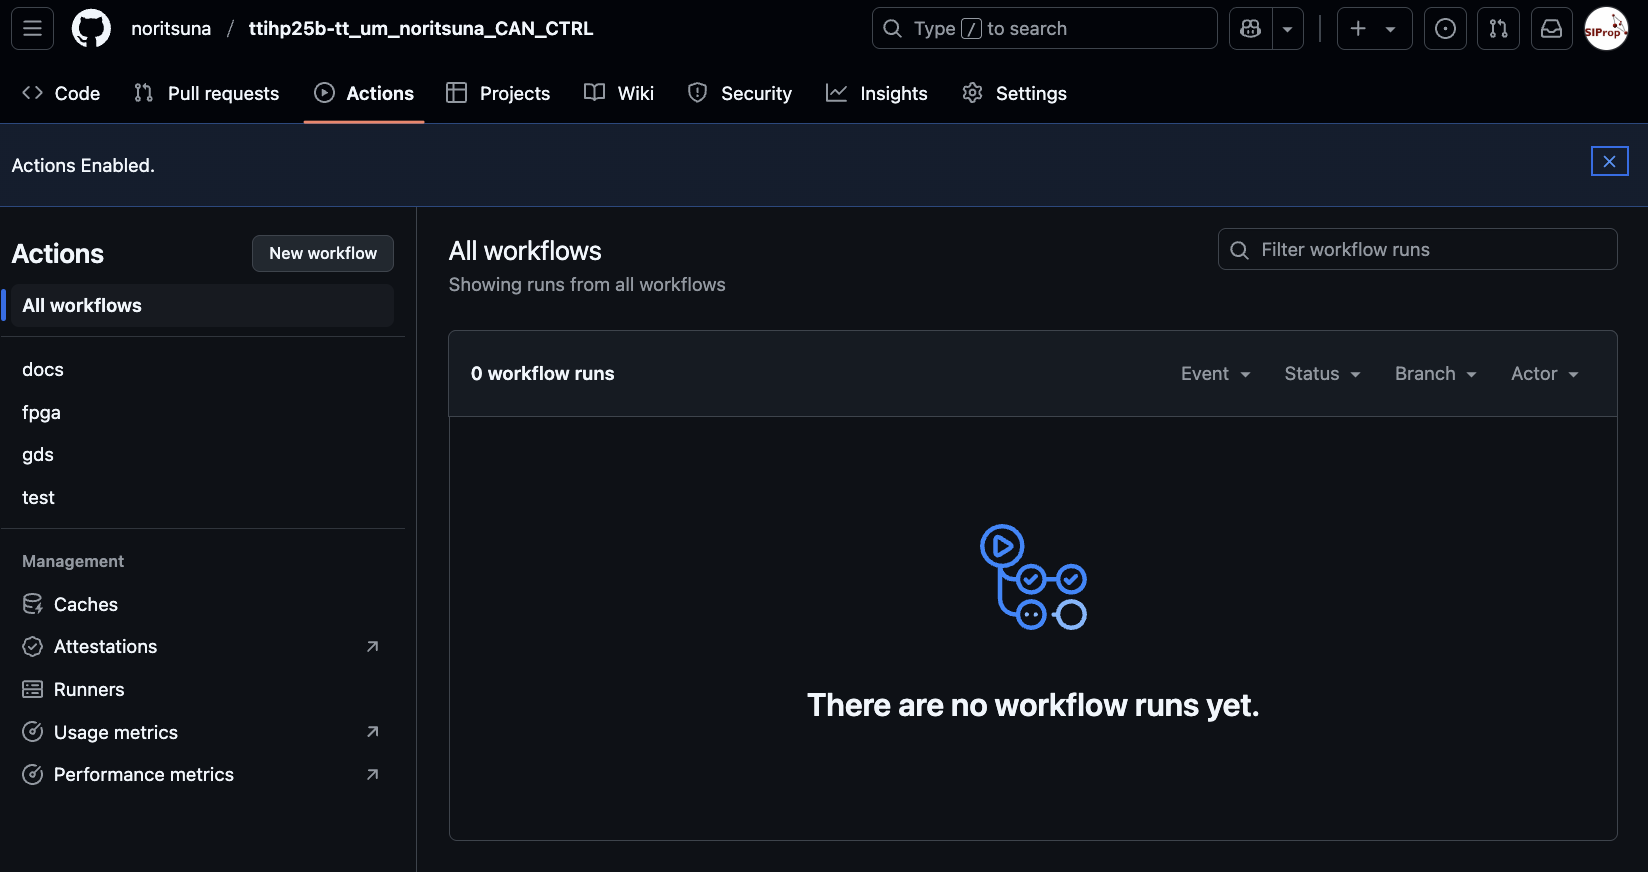 noritsuna / ttihp25b-tt_um_noritsuna_CAN_CTRL
Type / to search
SIProp
Code Pull requests Actions Projects Wiki Security Insights Settings
Actions Enabled.
Actions
New workflow
All workflows
docs
fpga
gds
test
Management
Caches
Attestations
Runners
Usage metrics
Performance metrics
All workflows
Showing runs from all workflows
Filter workflow runs
0 workflow runs
Event Status Branch Actor
There are no workflow runs yet.